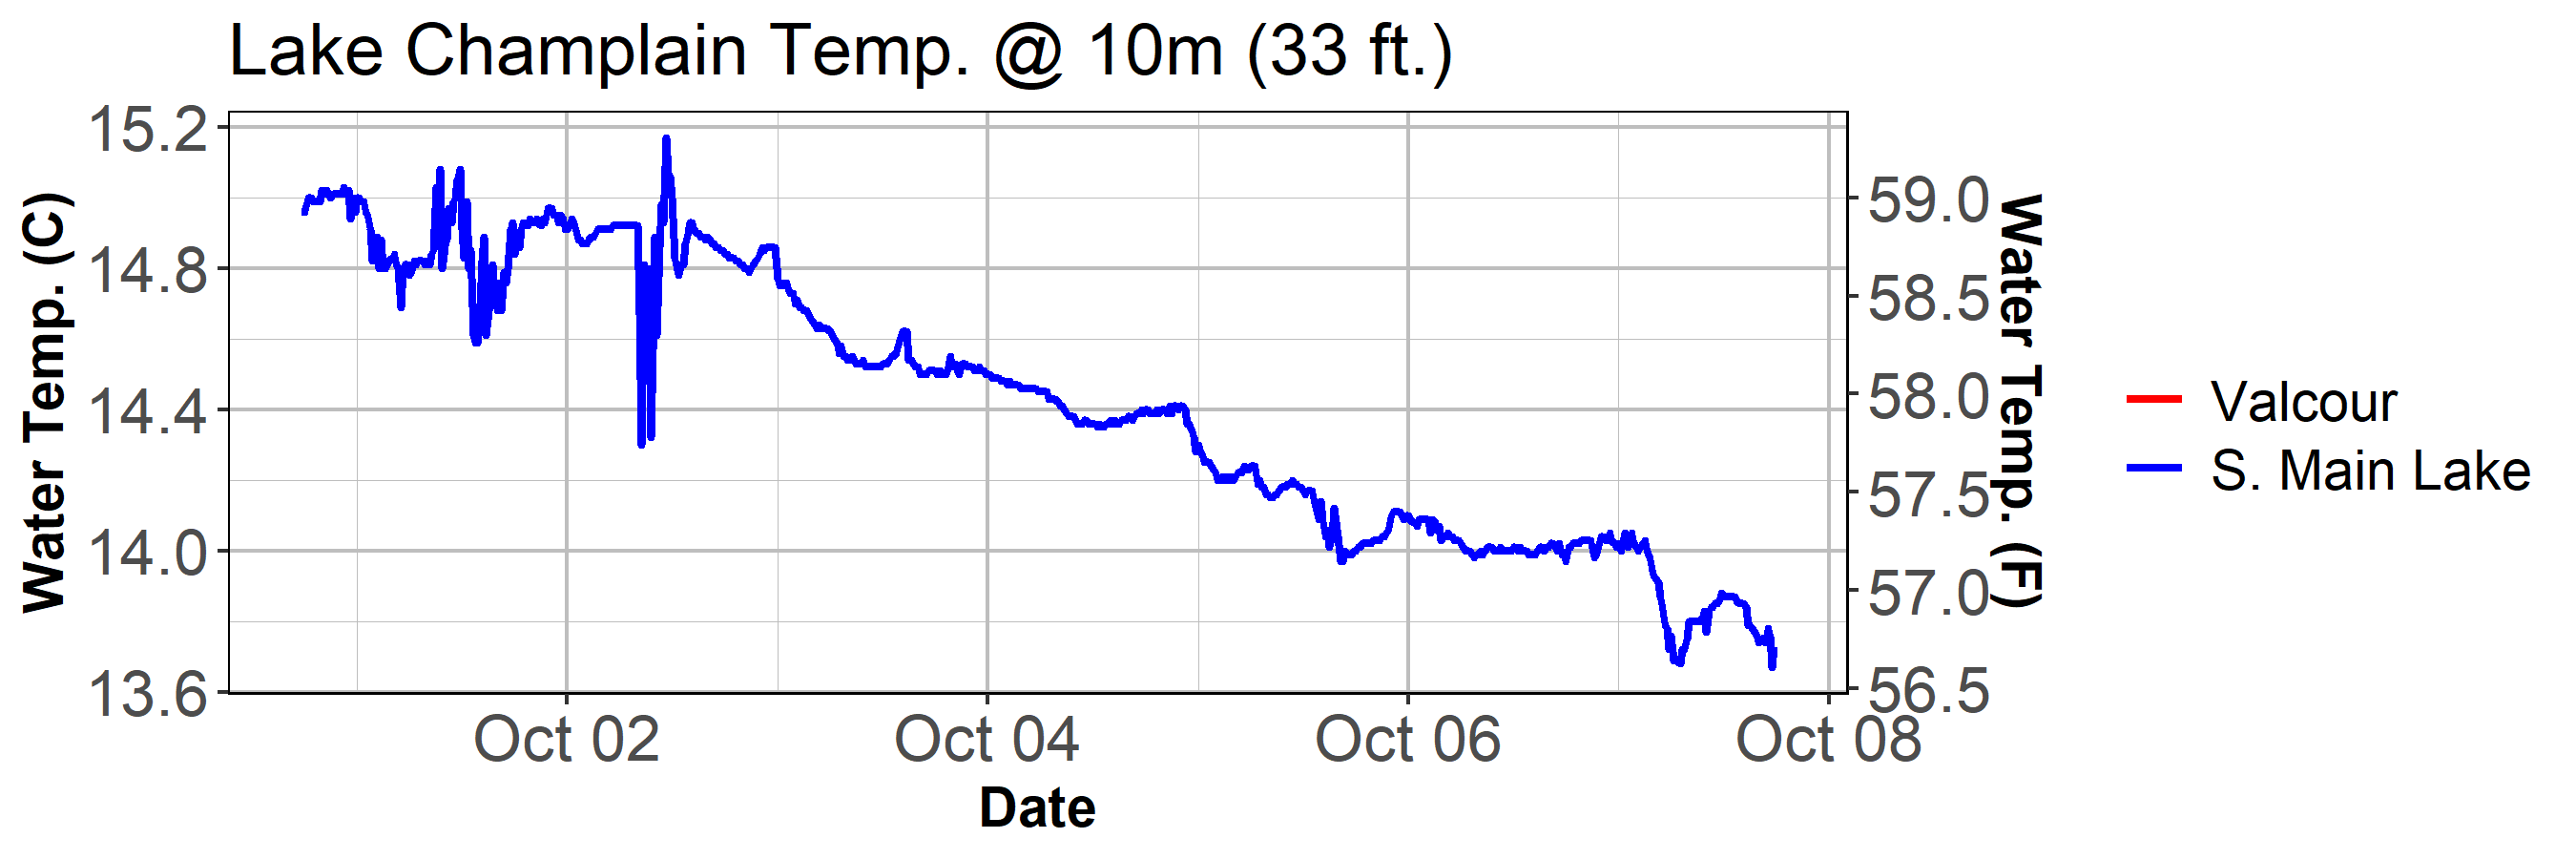 Lake Champlain Temp. @ 10m (33 ft.)
Water Temp. (C)
15.2
14.8
14.4
14.0
13.6
59.0
58.5
58.0
57.5
57.0
56.5
Water Temp. (F)
Oct 02
Oct 04
Oct 06
Oct 08
Date
Valcour
S. Main Lake